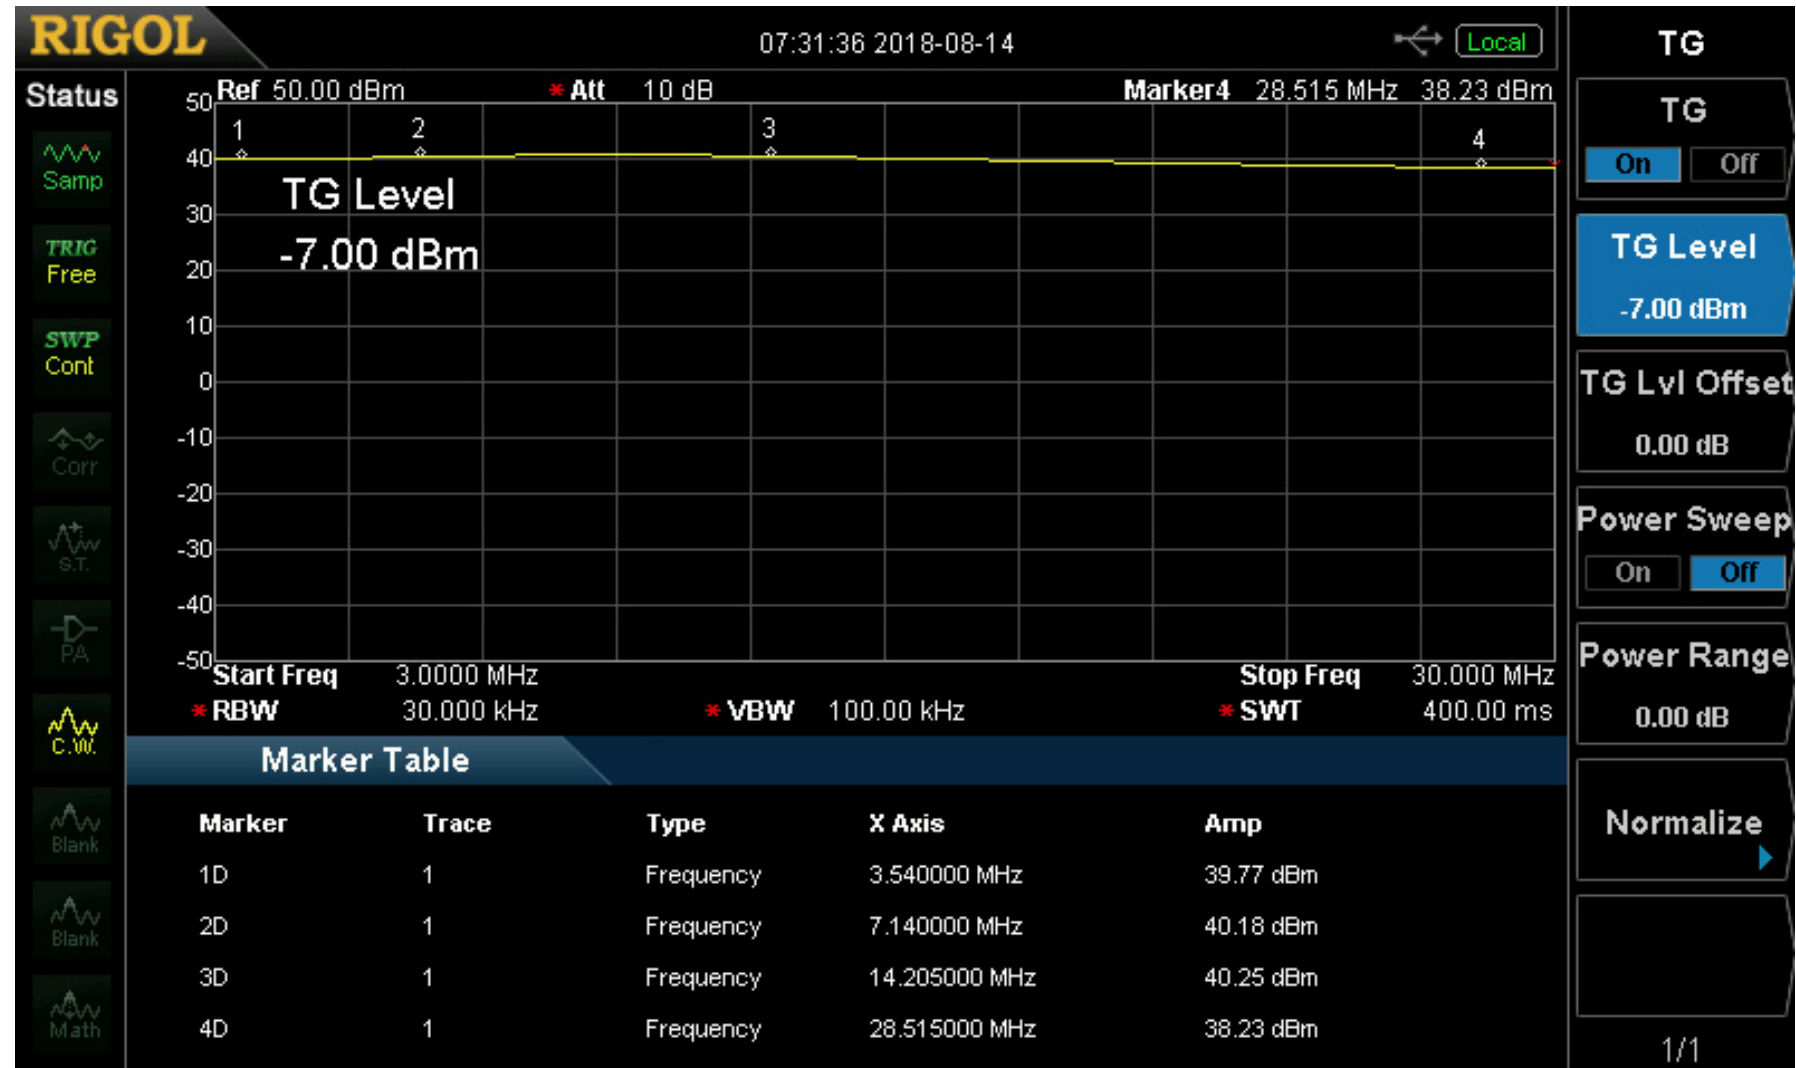 RIGOL
07:31:36 2018-08-14
Local
Status
Samp
TRIG
Free
SWP
Cont
Corr
S.T.
PA
C.W.
Blank
Blank
Math
Ref 50.00 dBm * Att 10 dB Marker4 28.515 MHz 38.23 dBm
50
40
30
20
10
0
-10
-20
-30
-40
-50
1 2 3 4
TG Level
-7.00 dBm
Start Freq 3.0000 MHz Stop Freq 30.000 MHz
* RBW 30.000 kHz * VBW 100.00 kHz * SWT 400.00 ms
Marker Table
Marker Trace Type X Axis Amp
1D 1 Frequency 3.540000 MHz 39.77 dBm
2D 1 Frequency 7.140000 MHz 40.18 dBm
3D 1 Frequency 14.205000 MHz 40.25 dBm
4D 1 Frequency 28.515000 MHz 38.23 dBm
TG
TG
On Off
TG Level
-7.00 dBm
TG Lvl Offset
0.00 dB
Power Sweep
On Off
Power Range
0.00 dB
Normalize
1/1